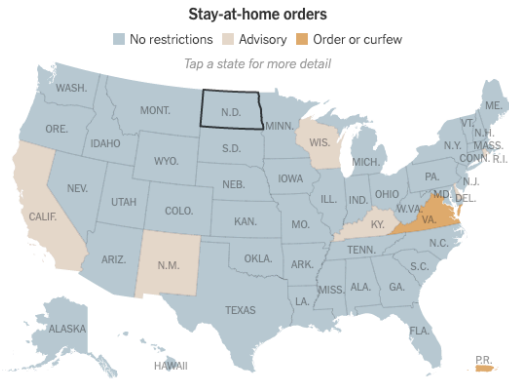 Stay-at-home orders
No restrictions Advisory Order or curfew
Tap a state for more detail
WASH.
ME.
MONT.
N.D.
MINN.
VT.
N.H.
ORE.
IDAHO
S.D.
WIS.
MICH.
N.Y.
MASS.
CONN.
R.I.
WYO.
NEB.
IOWA
PA.
N.J.
NEV.
UTAH
COLO.
ILL.
IND.
OHIO
MD.
DEL.
CALIF.
KAN.
MO.
KY.
W.VA.
VA.
ARIZ.
N.M.
OKLA.
ARK.
TENN.
N.C.
S.C.
TEXAS
LA.
MISS.
ALA.
GA.
FLA.
ALASKA
HAWAII
P.R.